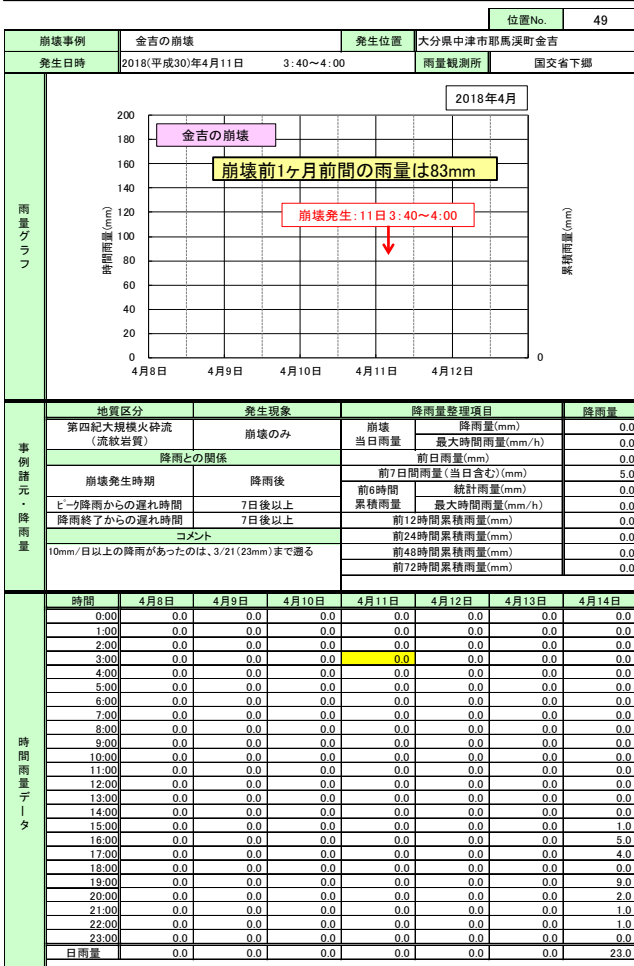 位置No. 49
崩壊事例 金吉の崩壊 発生位置 大分県中津市耶馬溪町金吉
発生日時 2018(平成30)年4月11日 3:40～4:00 雨量観測所 国交省下郷
雨量グラフ
2018年4月
金吉の崩壊
崩壊前1ヶ月前間の雨量は83mm
崩壊発生：11日3：40～4：00
時間雨量(mm)
200
180
160
140
120
100
80
60
40
20
0
0
累積雨量(mm)
4月8日 4月9日 4月10日 4月11日 4月12日
事例諸元・降雨量
地質区分 発生現象 降雨量整理項目 降雨量
第四紀大規模火砕流(流紋岩質) 崩壊のみ 崩壊当日雨量 降雨量(mm) 0.0
最大時間雨量(mm/h) 0.0
降雨との関係 前日雨量(mm) 0.0
崩壊発生時期 降雨後 前7日間雨量(当日含む)(mm) 5.0
前6時間累積雨量 統計雨量(mm) 0.0
ピーク降雨からの遅れ時間 7日後以上 最大時間雨量(mm/h) 0.0
降雨終了からの遅れ時間 7日後以上 前12時間累積雨量(mm) 0.0
コメント 前24時間累積雨量(mm) 0.0
10mm/日以上の降雨があったのは、3/21(23mm)まで遡る 前48時間累積雨量(mm) 0.0
前72時間累積雨量(mm) 0.0
時間雨量データ
時間 4月8日 4月9日 4月10日 4月11日 4月12日 4月13日 4月14日
0:00 0.0 0.0 0.0 0.0 0.0 0.0 0.0
1:00 0.0 0.0 0.0 0.0 0.0 0.0 0.0
2:00 0.0 0.0 0.0 0.0 0.0 0.0 0.0
3:00 0.0 0.0 0.0 0.0 0.0 0.0 0.0
4:00 0.0 0.0 0.0 0.0 0.0 0.0 0.0
5:00 0.0 0.0 0.0 0.0 0.0 0.0 0.0
6:00 0.0 0.0 0.0 0.0 0.0 0.0 0.0
7:00 0.0 0.0 0.0 0.0 0.0 0.0 0.0
8:00 0.0 0.0 0.0 0.0 0.0 0.0 0.0
9:00 0.0 0.0 0.0 0.0 0.0 0.0 0.0
10:00 0.0 0.0 0.0 0.0 0.0 0.0 0.0
11:00 0.0 0.0 0.0 0.0 0.0 0.0 0.0
12:00 0.0 0.0 0.0 0.0 0.0 0.0 0.0
13:00 0.0 0.0 0.0 0.0 0.0 0.0 0.0
14:00 0.0 0.0 0.0 0.0 0.0 0.0 0.0
15:00 0.0 0.0 0.0 0.0 0.0 0.0 1.0
16:00 0.0 0.0 0.0 0.0 0.0 0.0 5.0
17:00 0.0 0.0 0.0 0.0 0.0 0.0 4.0
18:00 0.0 0.0 0.0 0.0 0.0 0.0 0.0
19:00 0.0 0.0 0.0 0.0 0.0 0.0 9.0
20:00 0.0 0.0 0.0 0.0 0.0 0.0 2.0
21:00 0.0 0.0 0.0 0.0 0.0 0.0 1.0
22:00 0.0 0.0 0.0 0.0 0.0 0.0 1.0
23:00 0.0 0.0 0.0 0.0 0.0 0.0 0.0
日雨量 0.0 0.0 0.0 0.0 0.0 0.0 23.0